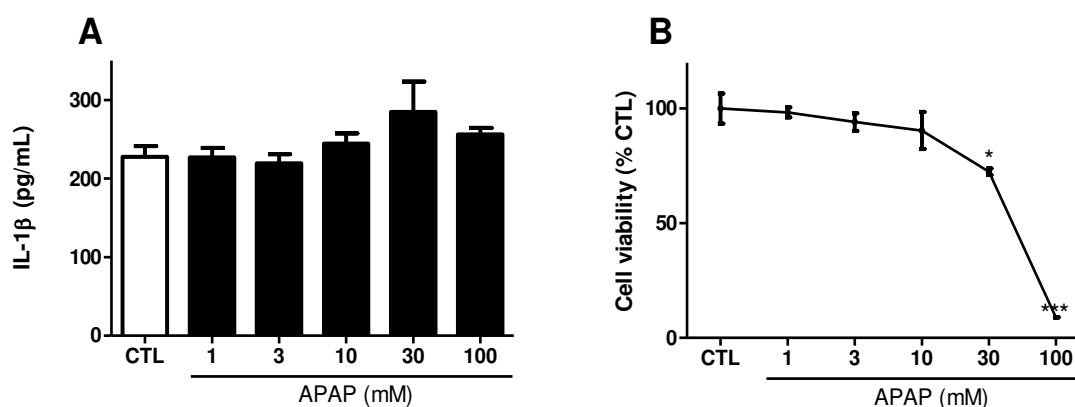 A
IL-1β (pg/mL)
300
200
100
0
CTL 1 3 10 30 100
APAP (mM)
B
Cell viability (% CTL)
100
50
0
*
***
CTL 1 3 10 30 100
APAP (mM)